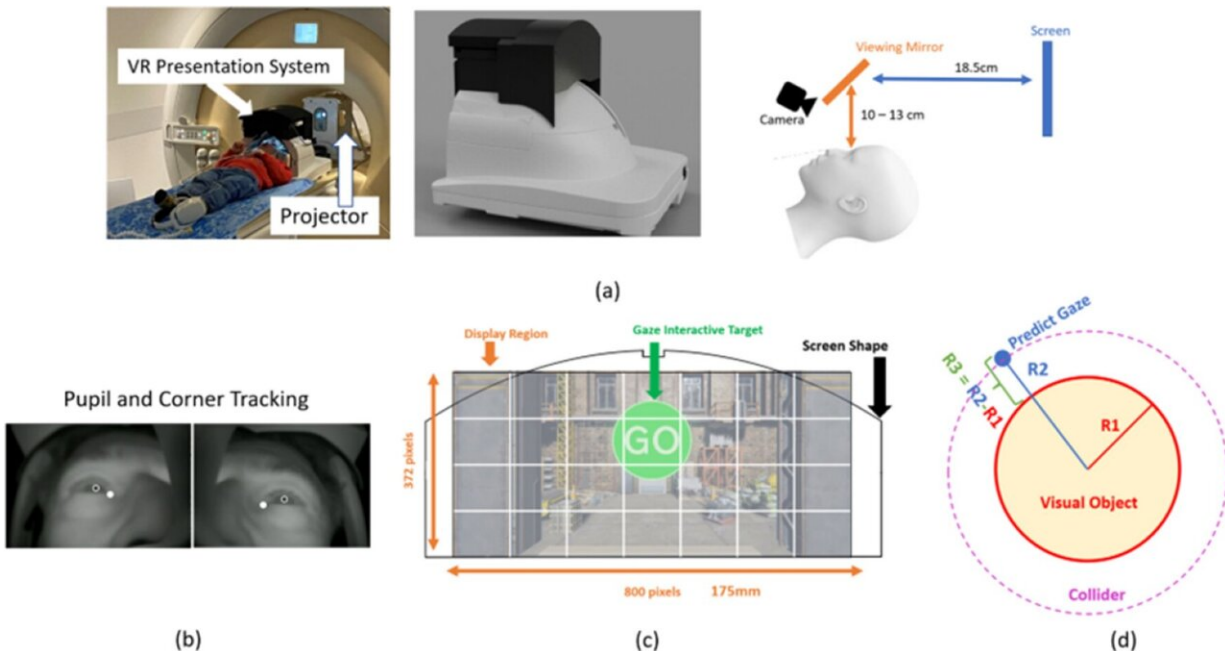 VR Presentation System
Projector
Screen
Viewing Mirror
18.5cm
Camera
10 – 13 cm
(a)
Pupil and Corner Tracking
(b)
Display Region
Gaze Interactive Target
Screen Shape
372 pixels
GO
800 pixels 175mm
(c)
Predict Gaze
R3 = R2-R1
R2
R1
Visual Object
Collider
(d)